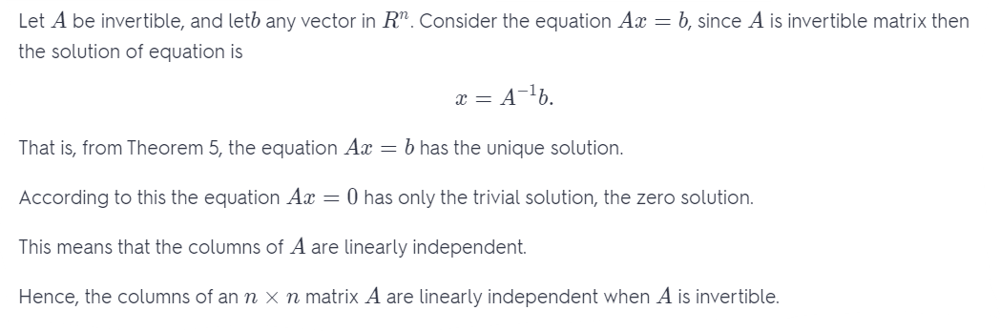 Let A be invertible, and letb any vector in Rⁿ. Consider the equation Ax = b, since A is invertible matrix then
the solution of equation is
x = A⁻¹b.
That is, from Theorem 5, the equation Ax = b has the unique solution.
According to this the equation Ax = 0 has only the trivial solution, the zero solution.
This means that the columns of A are linearly independent.
Hence, the columns of an n × n matrix A are linearly independent when A is invertible.